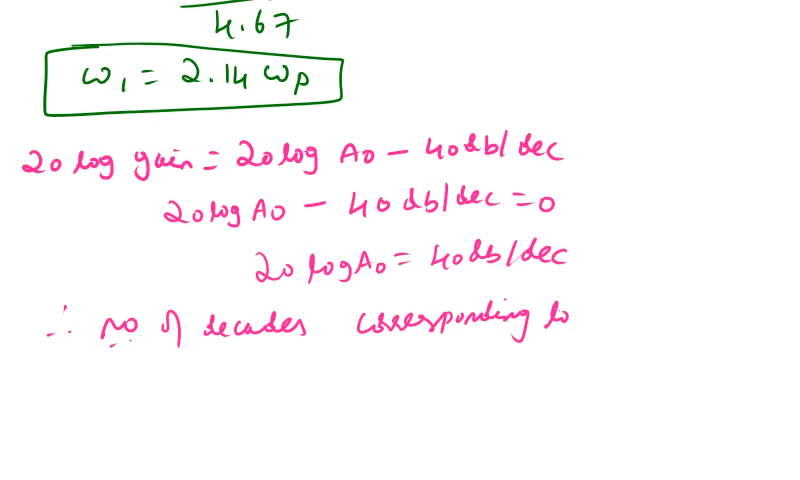 4.67
ω₁ = 2.14 ωp
20 log gain = 20 log A0 - 40db/dec
20log A0 - 40 db/dec = 0
20 log A₀ = 40db/dec
∴ no of decades corresponding to